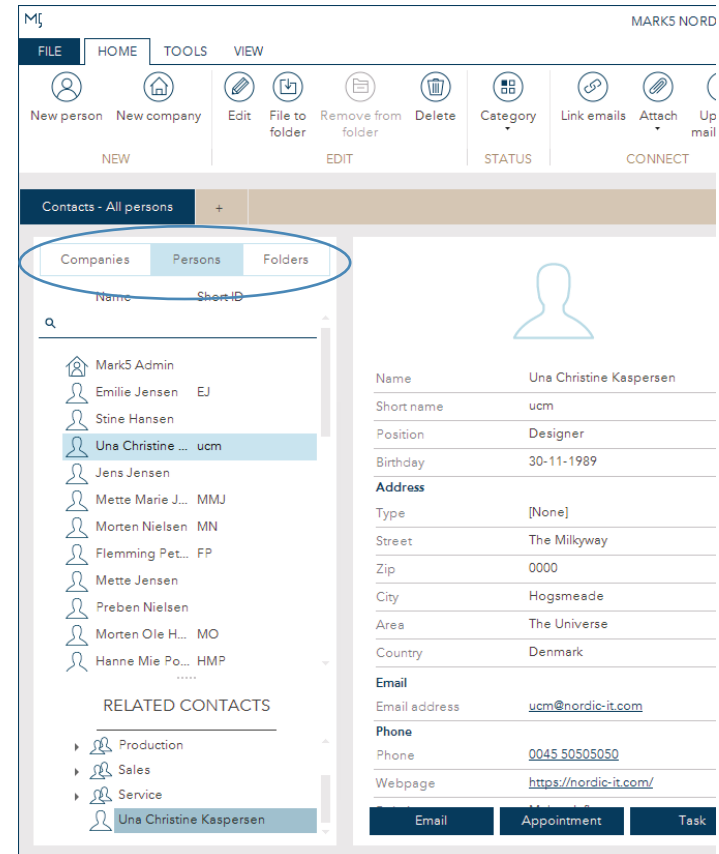 MARK5 NORD
FILE HOME TOOLS VIEW
New person New company Edit File to folder Remove from folder Delete Category Link emails Attach Up mail
NEW EDIT STATUS CONNECT
Contacts - All persons +
Companies Persons Folders
Name Short ID
Mark5 Admin
Emilie Jensen EJ
Stine Hansen
Una Christine ... ucm
Jens Jensen
Mette Marie J... MMJ
Morten Nielsen MN
Flemming Pet... FP
Mette Jensen
Preben Nielsen
Morten Ole H... MO
Hanne Mie Po... HMP
RELATED CONTACTS
Production
Sales
Service
Una Christine Kaspersen
Name Una Christine Kaspersen
Short name ucm
Position Designer
Birthday 30-11-1989
Address
Type [None]
Street The Milkyway
Zip 0000
City Hogsmeade
Area The Universe
Country Denmark
Email
Email address ucm@nordic-it.com
Phone
Phone 0045 50505050
Webpage https://nordic-it.com/
Email Appointment Task